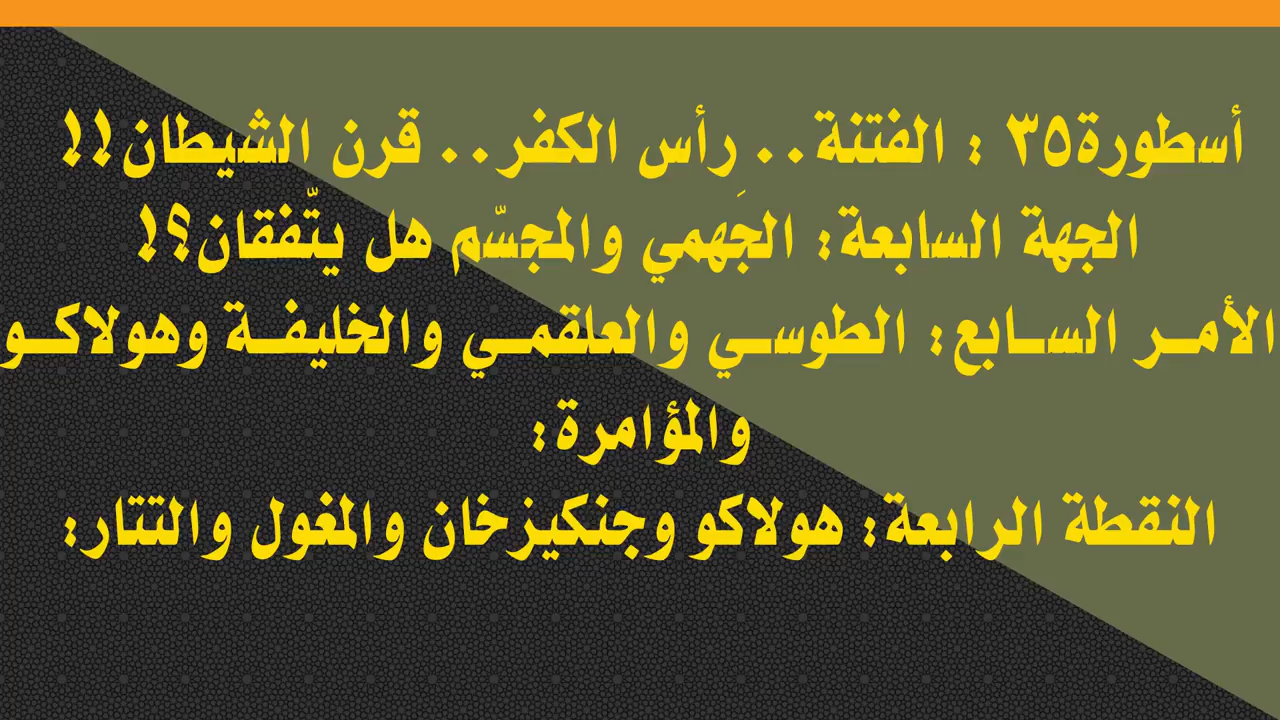 أسطورة٣٥ : الفتنة.. رأس الكفر.. قرن الشيطان!!
الجهة السابعة: الجَهمي والمجسّم هل يتّفقان؟!
الأمـر السـابع: الطوسـي والعلقمـي والخليفـة وهولاكـو
والمؤامرة:
النقطة الرابعة: هولاكو وجنكيزخان والمغول والتتار: